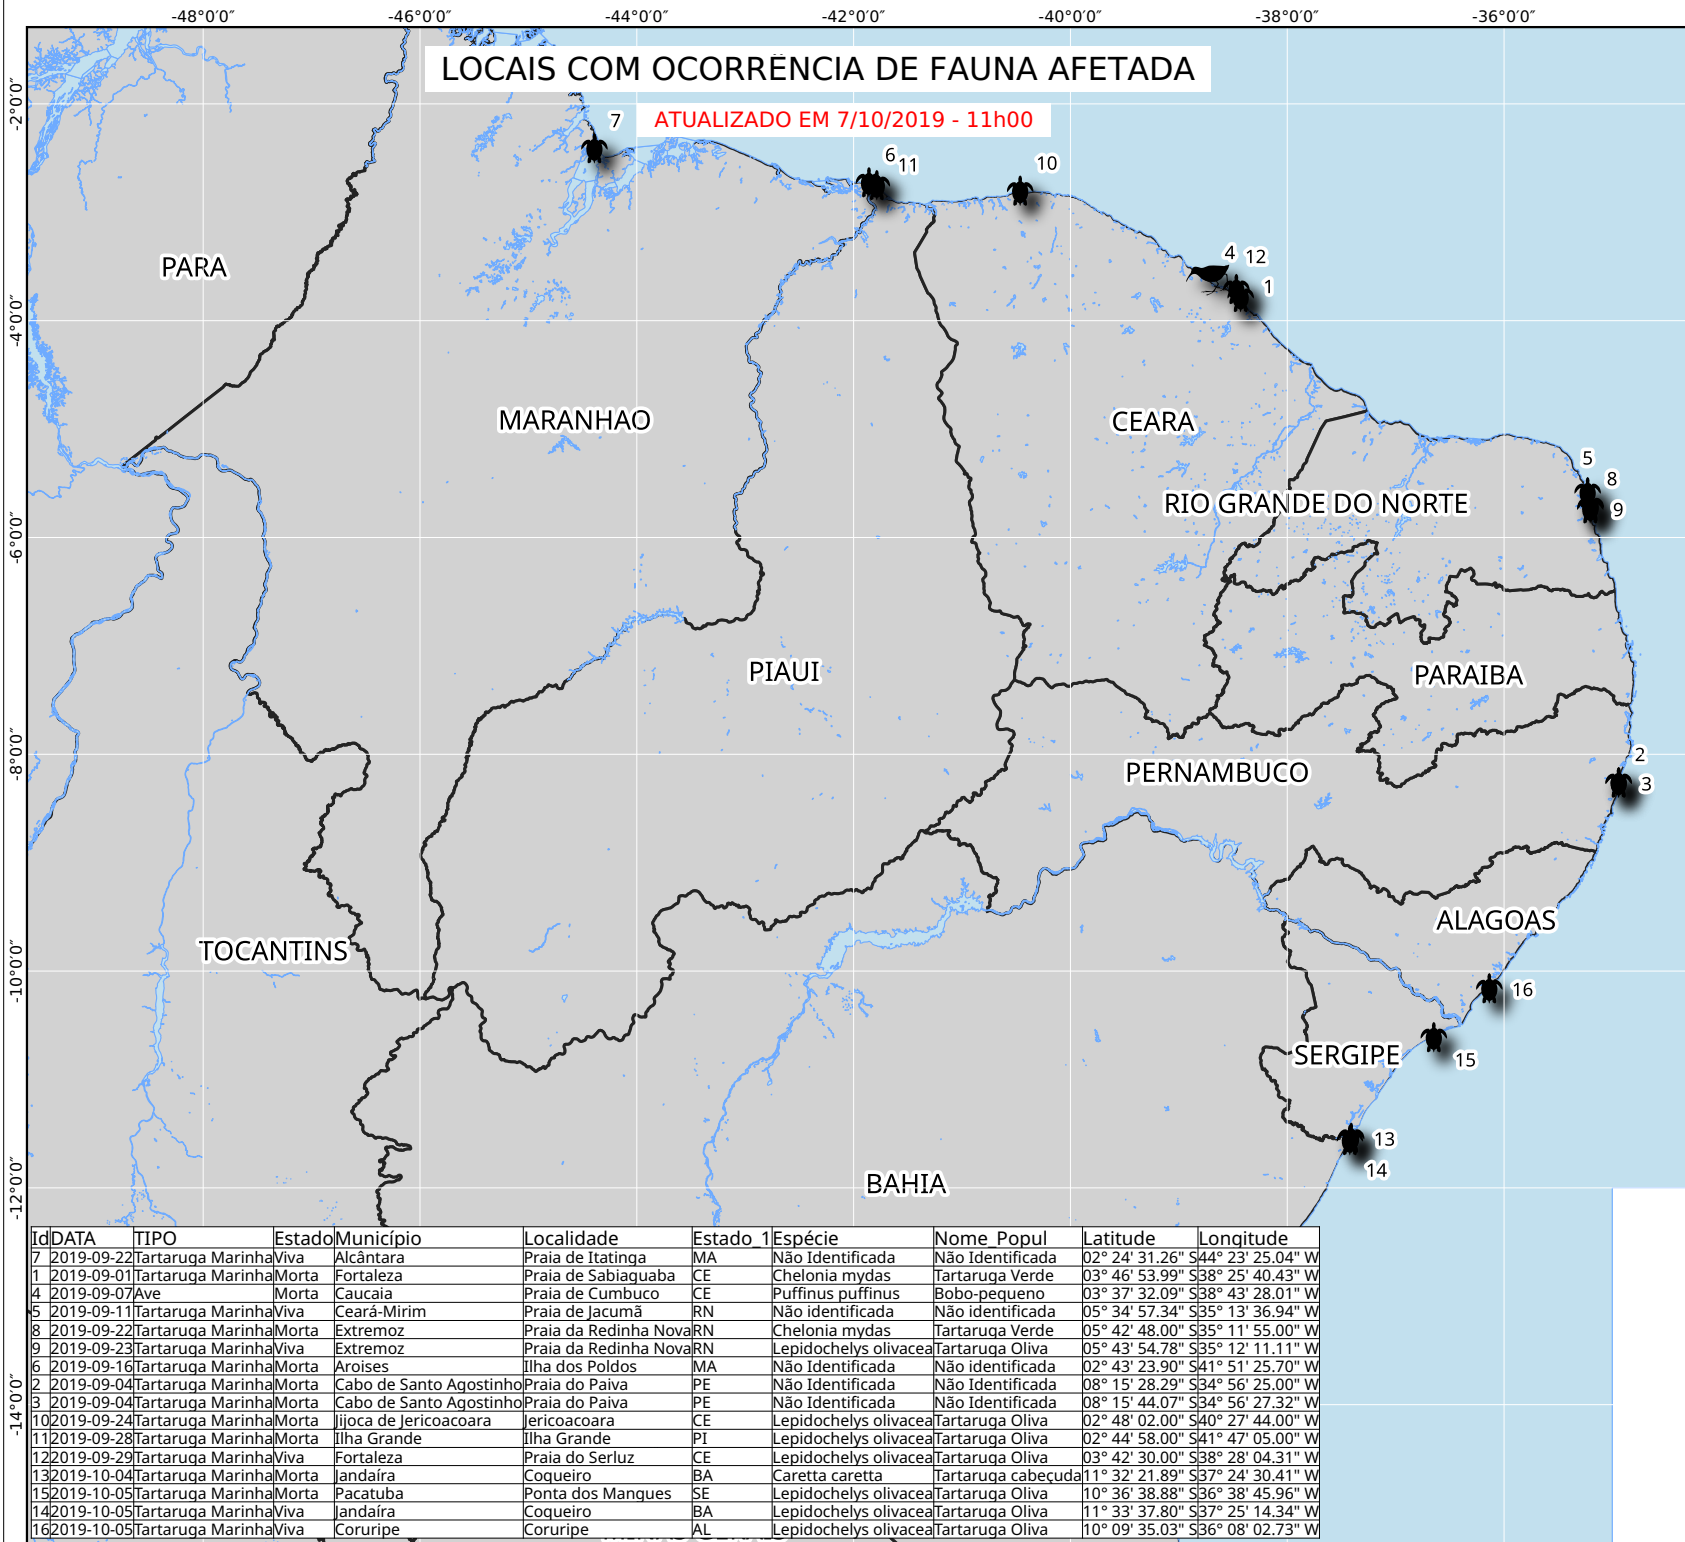 -48°0′0″ -46°0′0″ -44°0′0″ -42°0′0″ -40°0′0″ -38°0′0″ -36°0′0″
LOCAIS COM OCORRÊNCIA DE FAUNA AFETADA
-2°0′0″
ATUALIZADO EM 7/10/2019 - 11h00
7
6 11 10
4 12
PARA
1
-4°0′0″
MARANHAO CEARA
5
8
RIO GRANDE DO NORTE
9
-6°0′0″
PIAUI PARAIBA
-8°0′0″
2
PERNAMBUCO
3
ALAGOAS
TOCANTINS
-10°0′0″
16
SERGIPE
15
13
14
-12°0′0″
BAHIA
-14°0′0″
Id DATA TIPO Estado Município Localidade Estado_1 Espécie Nome_Popul Latitude Longitude
7 2019-09-22 Tartaruga Marinha Viva Alcântara Praia de Itatinga MA Não Identificada Não Identificada 02° 24' 31.26" S 44° 23' 25.04" W
1 2019-09-01 Tartaruga Marinha Morta Fortaleza Praia de Sabiaguaba CE Chelonia mydas Tartaruga Verde 03° 46' 53.99" S 38° 25' 40.43" W
4 2019-09-07 Ave Morta Caucaia Praia de Cumbuco CE Puffinus puffinus Bobo-pequeno 03° 37' 32.09" S 38° 43' 28.01" W
5 2019-09-11 Tartaruga Marinha Viva Ceará-Mirim Praia de Jacumã RN Não identificada Não identificada 05° 34' 57.34" S 35° 13' 36.94" W
8 2019-09-22 Tartaruga Marinha Morta Extremoz Praia da Redinha Nova RN Chelonia mydas Tartaruga Verde 05° 42' 48.00" S 35° 11' 55.00" W
9 2019-09-23 Tartaruga Marinha Viva Extremoz Praia da Redinha Nova RN Lepidochelys olivacea Tartaruga Oliva 05° 43' 54.78" S 35° 12' 11.11" W
6 2019-09-16 Tartaruga Marinha Morta Aroises Ilha dos Poldos MA Não Identificada Não identificada 02° 43' 23.90" S 41° 51' 25.70" W
2 2019-09-04 Tartaruga Marinha Morta Cabo de Santo Agostinho Praia do Paiva PE Não Identificada Não Identificada 08° 15' 28.29" S 34° 56' 25.00" W
3 2019-09-04 Tartaruga Marinha Morta Cabo de Santo Agostinho Praia do Paiva PE Não Identificada Não Identificada 08° 15' 44.07" S 34° 56' 27.32" W
10 2019-09-24 Tartaruga Marinha Morta Jijoca de Jericoacoara Jericoacoara CE Lepidochelys olivacea Tartaruga Oliva 02° 48' 02.00" S 40° 27' 44.00" W
11 2019-09-28 Tartaruga Marinha Morta Ilha Grande Ilha Grande PI Lepidochelys olivacea Tartaruga Oliva 02° 44' 58.00" S 41° 47' 05.00" W
12 2019-09-29 Tartaruga Marinha Viva Fortaleza Praia do Serluz CE Lepidochelys olivacea Tartaruga Oliva 03° 42' 30.00" S 38° 28' 04.31" W
13 2019-10-04 Tartaruga Marinha Morta Jandaíra Coqueiro BA Caretta caretta Tartaruga cabeçuda 11° 32' 21.89" S 37° 24' 30.41" W
15 2019-10-05 Tartaruga Marinha Morta Pacatuba Ponta dos Mangues SE Lepidochelys olivacea Tartaruga Oliva 10° 36' 38.88" S 36° 38' 45.96" W
14 2019-10-05 Tartaruga Marinha Viva Jandaíra Coqueiro BA Lepidochelys olivacea Tartaruga Oliva 11° 33' 37.80" S 37° 25' 14.34" W
16 2019-10-05 Tartaruga Marinha Viva Coruripe Coruripe AL Lepidochelys olivacea Tartaruga Oliva 10° 09' 35.03" S 36° 08' 02.73" W